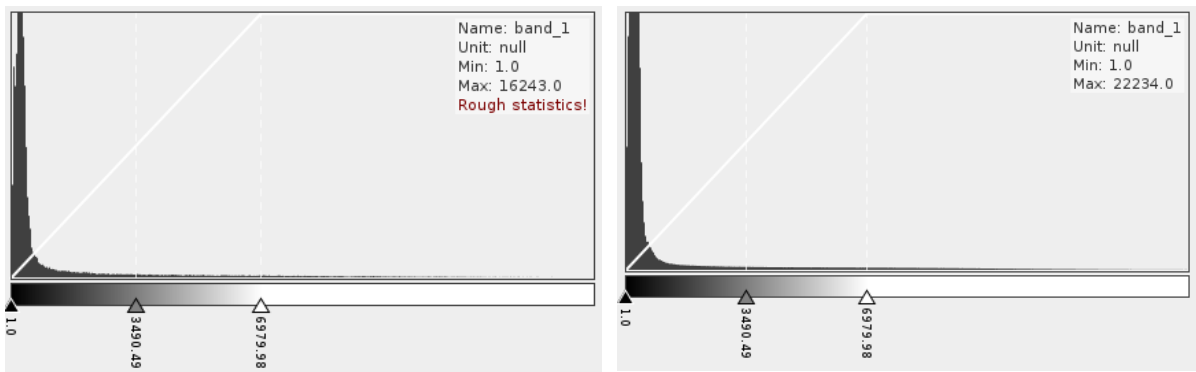 Name: band_1
Unit: null
Min: 1.0
Max: 16243.0
Rough statistics!
1.0
3490.49
6979.98
Name: band_1
Unit: null
Min: 1.0
Max: 22234.0
1.0
3490.49
6979.98